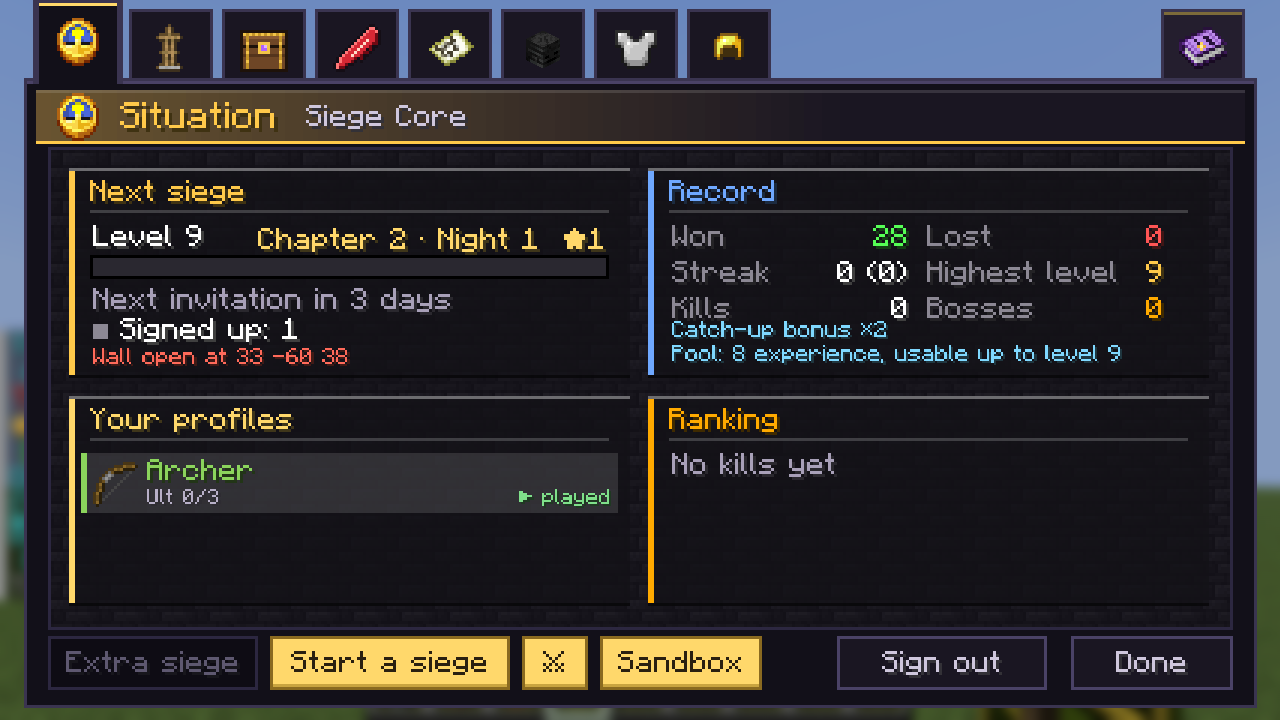 Situation Siege Core
Next siege
Level 9 Chapter 2 · Night 1 ★1
Next invitation in 3 days
Signed up: 1
Wall open at 33 -60 38
Record
Won 28 Lost 0
Streak 0 (0) Highest level 9
Kills 0 Bosses 0
Catch-up bonus ×2
Pool: 8 experience, usable up to level 9
Your profiles
Archer
Ult 0/3 ▶ played
Ranking
No kills yet
Extra siege Start a siege ⚔ Sandbox Sign out Done